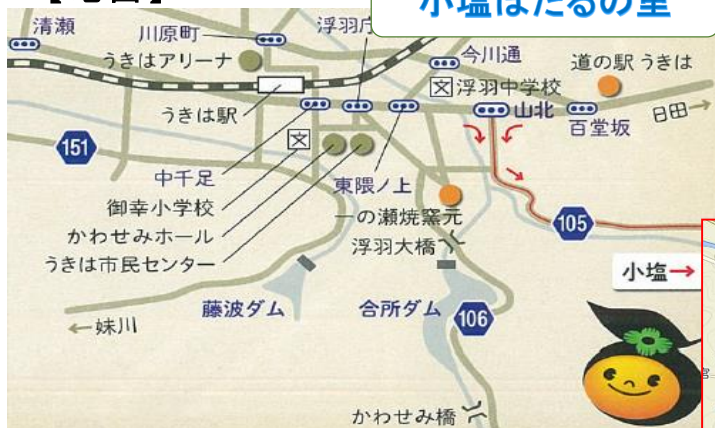 小塩ほたるの里
清瀬
川原町
浮羽
うきはアリーナ
今川通
道の駅 うきは
文 浮羽中学校
うきは駅
山北
百堂坂
日田→
151
文
中千足
東隈ノ上
御幸小学校
一の瀬焼窯元
かわせみホール
浮羽大橋
105
うきは市民センター
小塩→
藤波ダム
合所ダム
106
←妹川
かわせみ橋